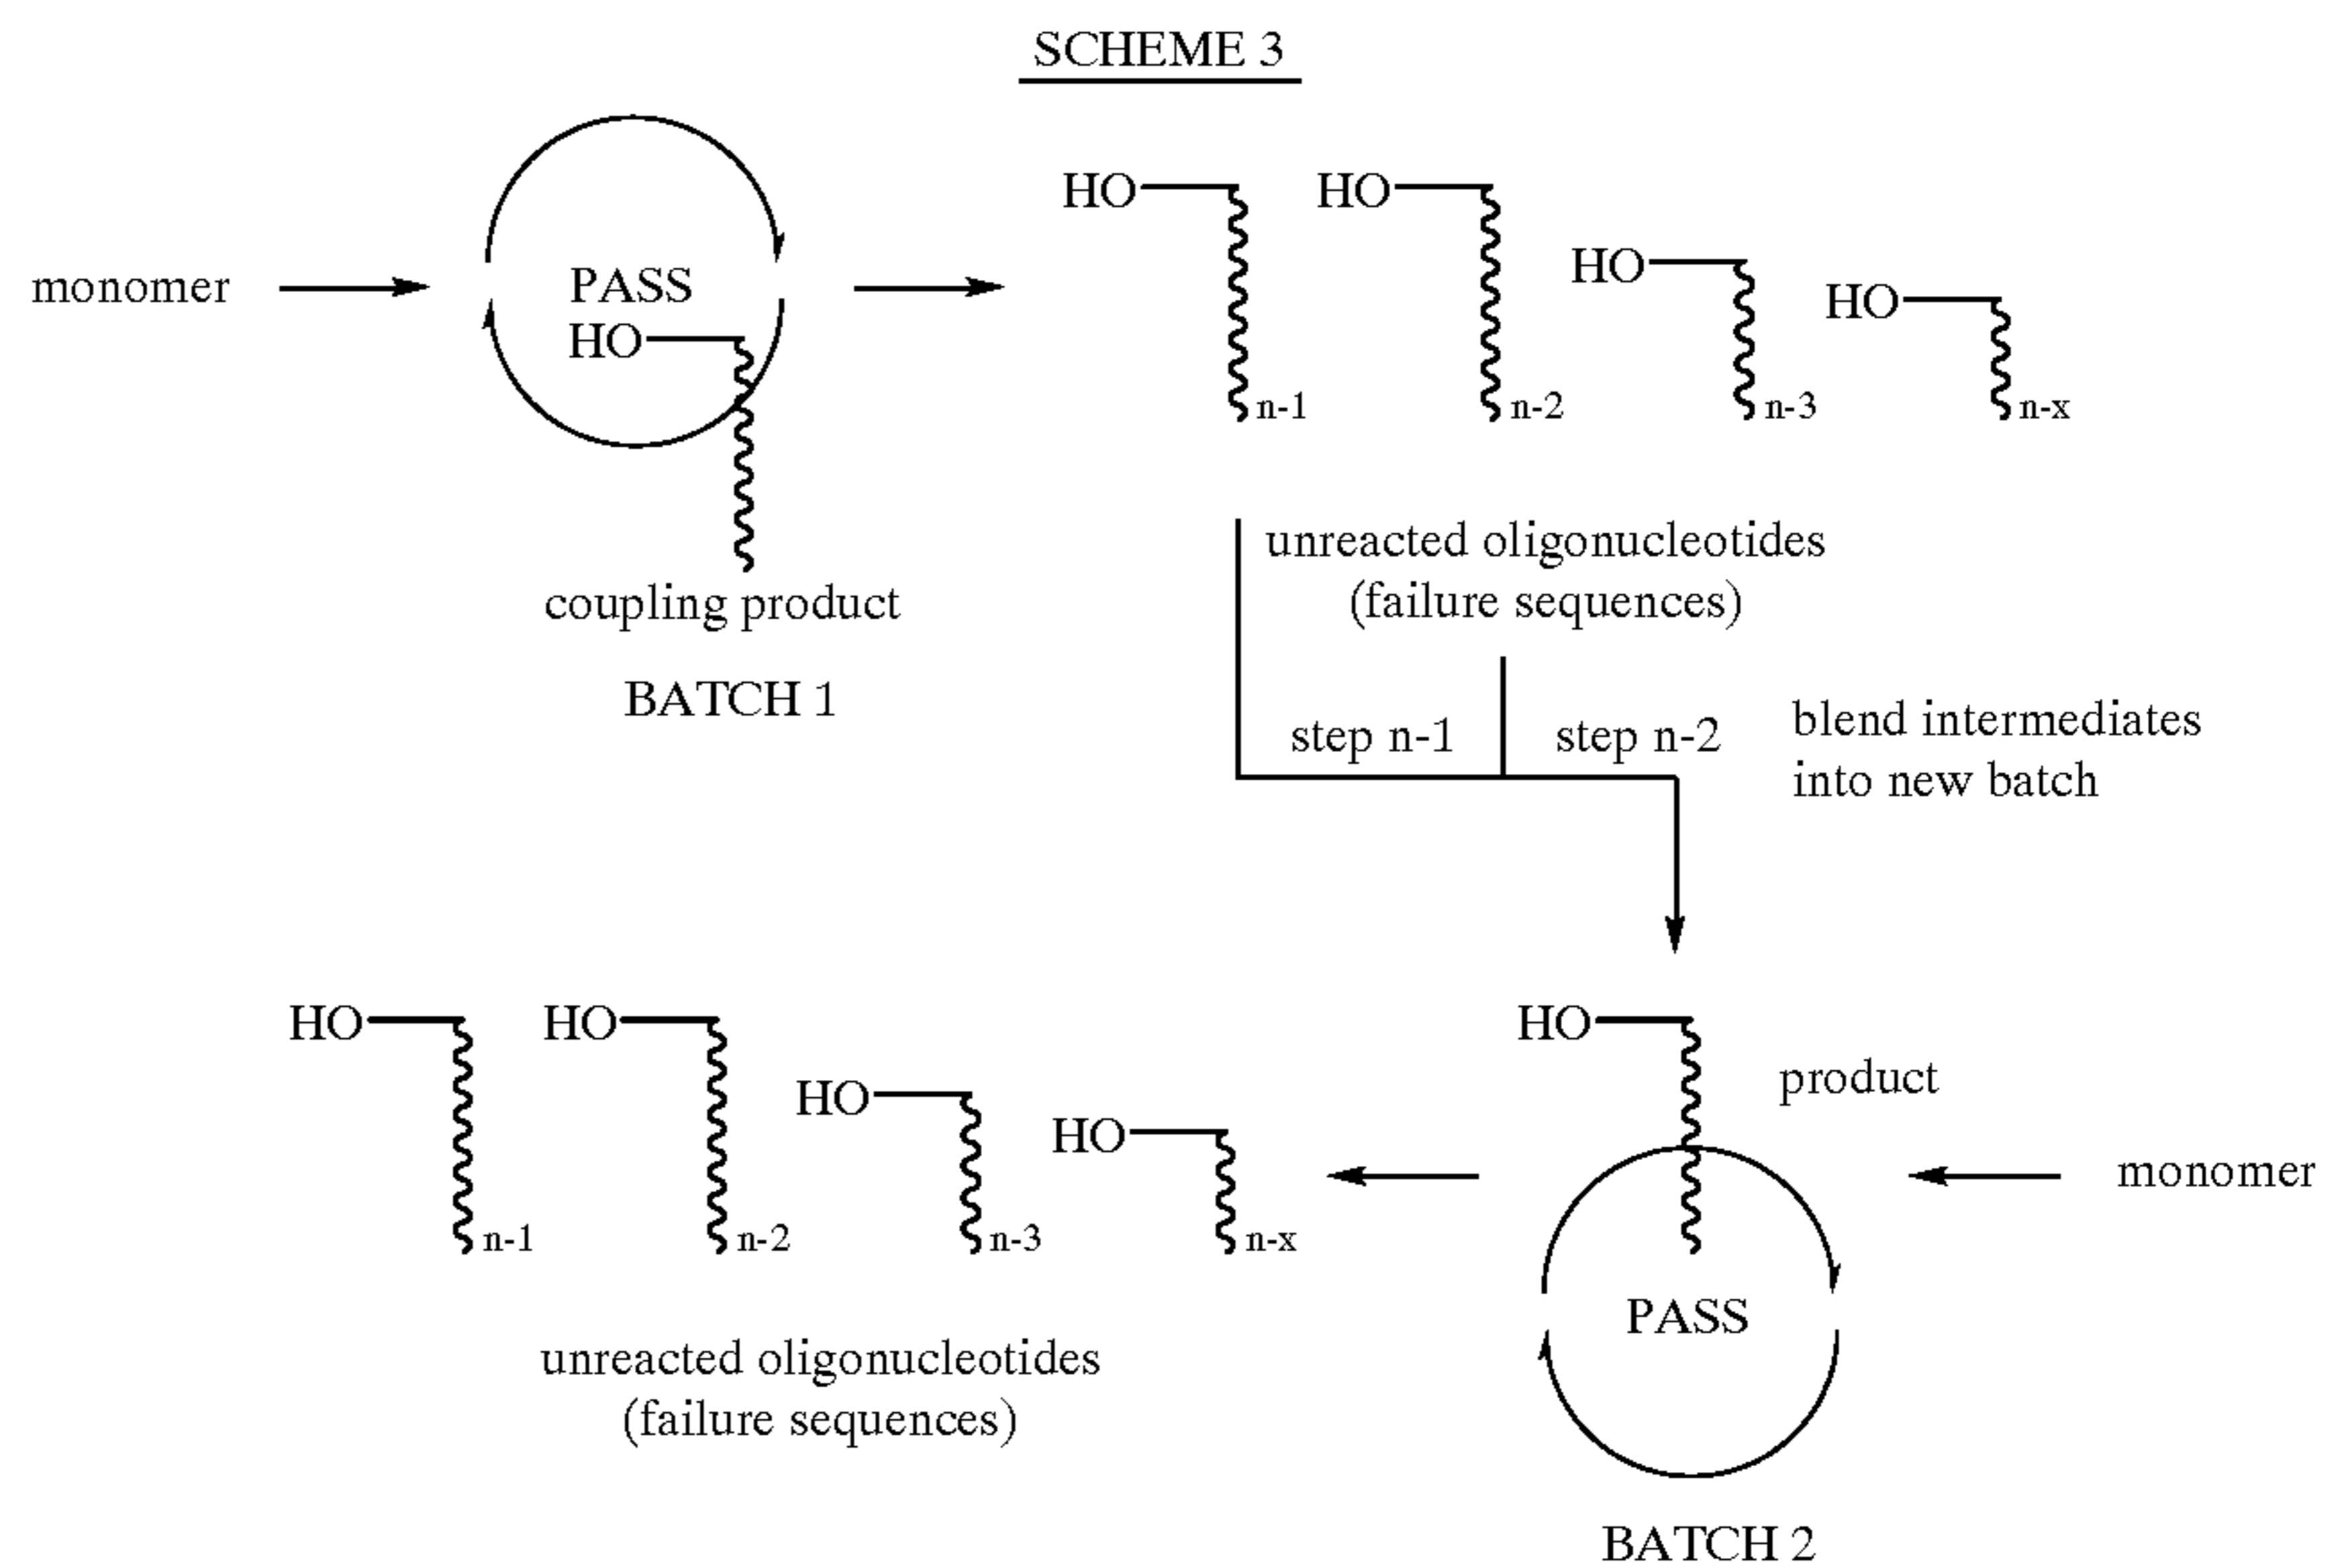 SCHEME 3
monomer
PASS
HO
coupling product
BATCH 1
HO
n-1
HO
n-2
HO
n-3
HO
n-x
unreacted oligonucleotides
(failure sequences)
step n-1
step n-2
blend intermediates
into new batch
HO
n-1
HO
n-2
HO
n-3
HO
n-x
unreacted oligonucleotides
(failure sequences)
HO
product
monomer
PASS
BATCH 2